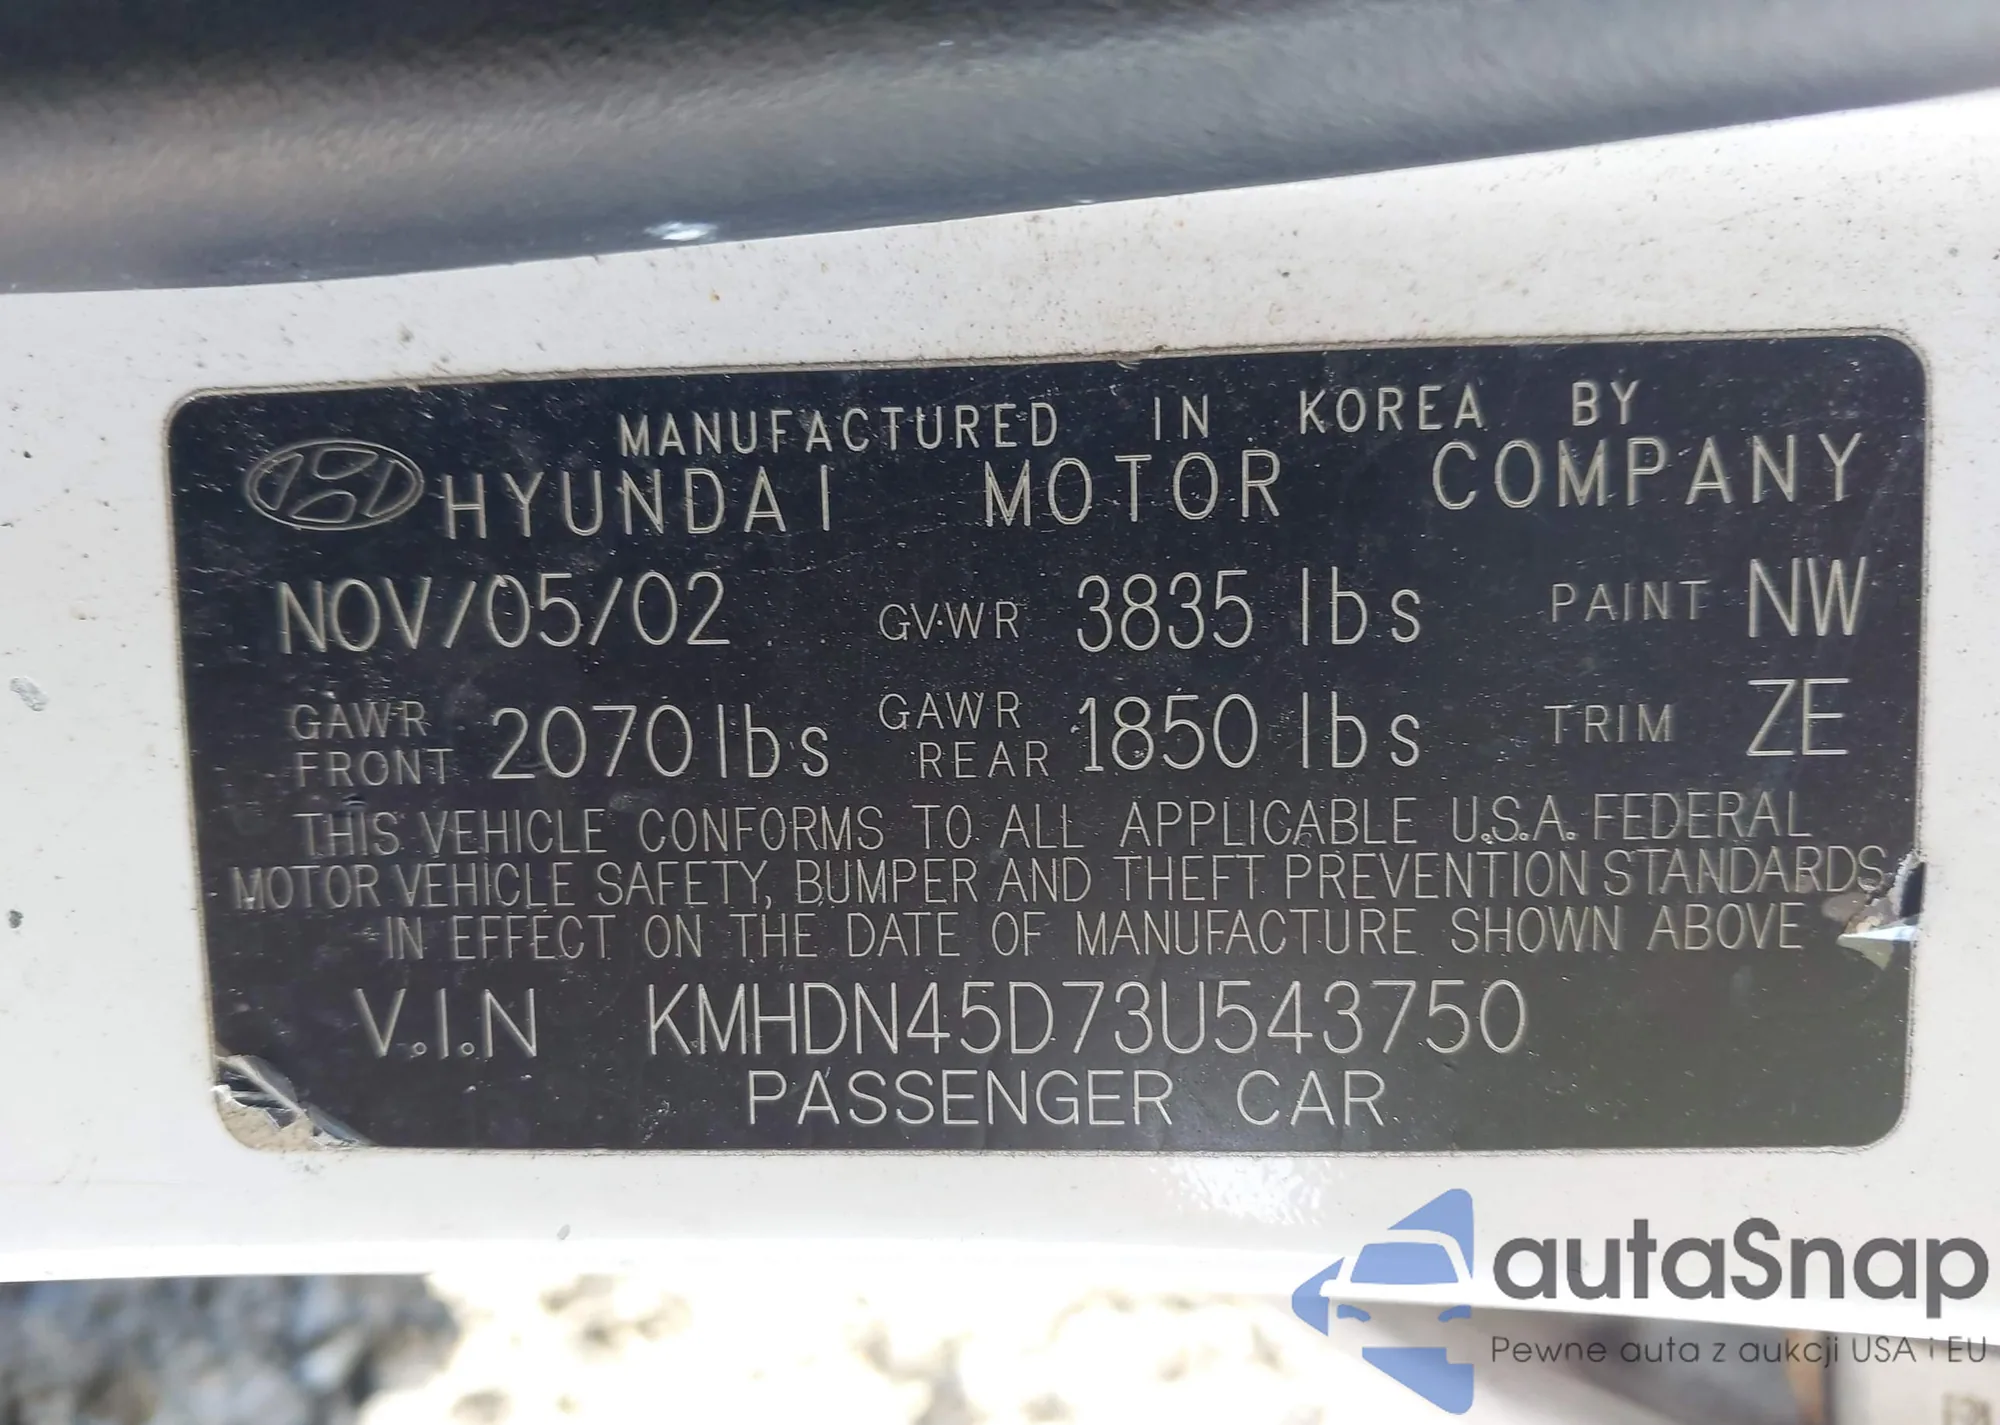 MANUFACTURED IN KOREA BY
HYUNDAI MOTOR COMPANY
NOV/05/02 GVWR 3835 lbs PAINT NW
GAWR FRONT 2070 lbs GAWR REAR 1850 lbs TRIM ZE
THIS VEHICLE CONFORMS TO ALL APPLICABLE U.S.A. FEDERAL
MOTOR VEHICLE SAFETY, BUMPER AND THEFT PREVENTION STANDARDS
IN EFFECT ON THE DATE OF MANUFACTURE SHOWN ABOVE
V.I.N KMHDN45D73U543750
PASSENGER CAR
autaSnap
Pewne auta z aukcji USA i EU